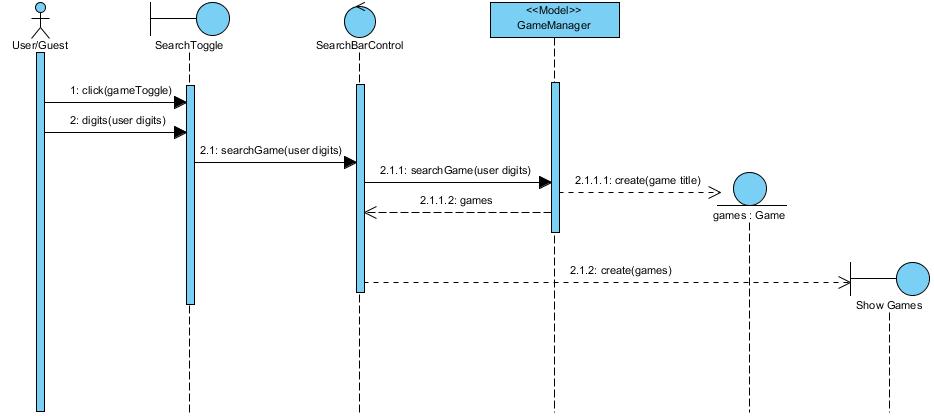 <<Model>>
GameManager
User/Guest
SearchToggle
SearchBarControl
1: click(gameToggle)
2: digits(user digits)
2.1: searchGame(user digits)
2.1.1: searchGame(user digits)
2.1.1.1: create(game title)
2.1.1.2: games
games : Game
2.1.2: create(games)
Show Games